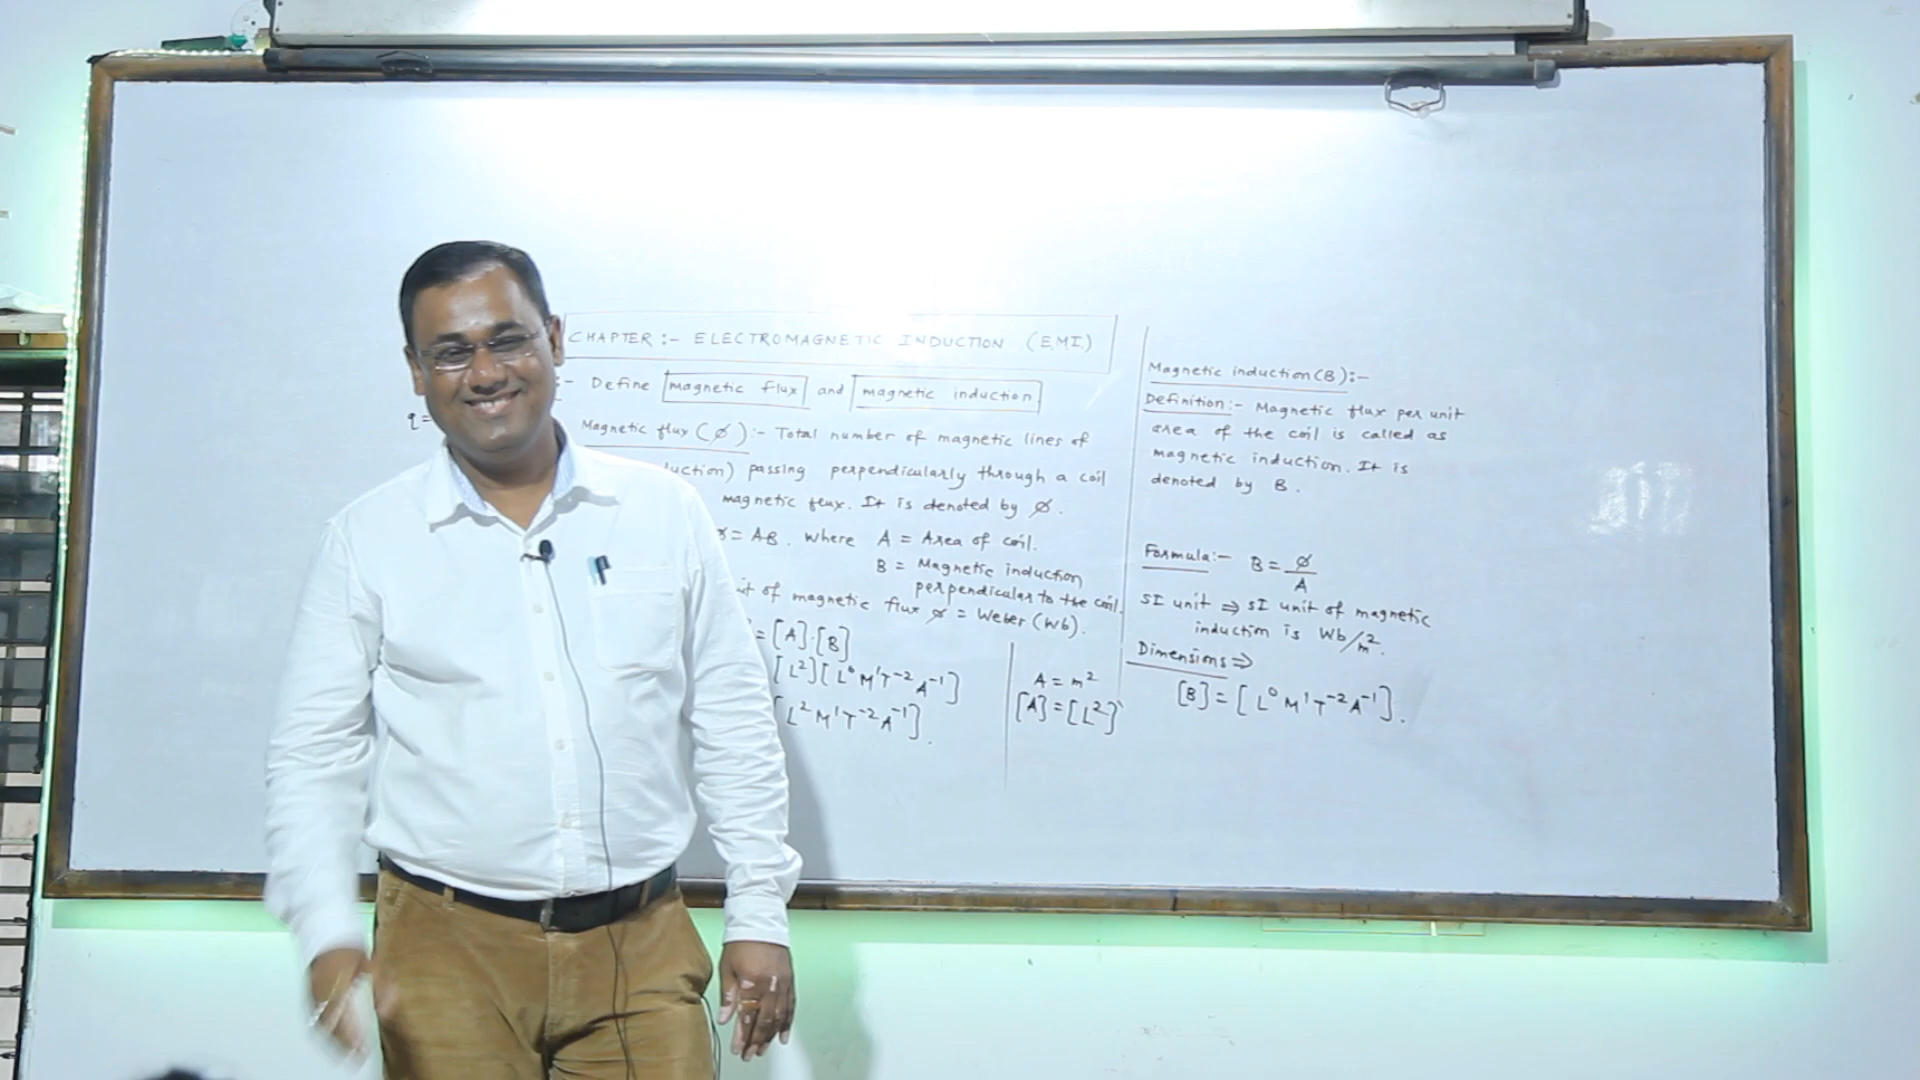 CHAPTER:- ELECTROMAGNETIC INDUCTION (E.M.I.)
:- Define magnetic flux and magnetic induction
q=
Magnetic flux (ϕ):- Total number of magnetic lines of
uction) passing perpendicularly through a coil
magnetic flux. It is denoted by ϕ.
= AB. Where A = Area of coil.
B = Magnetic induction
perpendicular to the coil.
it of magnetic flux ϕ = Weber (Wb).
= [A].[B]
[L²][L⁰M¹T⁻²A⁻¹]
[L²M¹T⁻²A⁻¹].
A = m²
[A] = [L²]
Magnetic induction (B):-
Definition:- Magnetic flux per unit
area of the coil is called as
magnetic induction. It is
denoted by B.
Formula:- B = ϕ/A
SI unit ⇒ SI unit of magnetic
induction is Wb/m².
Dimensions ⇒
[B] = [L⁰M¹T⁻²A⁻¹].